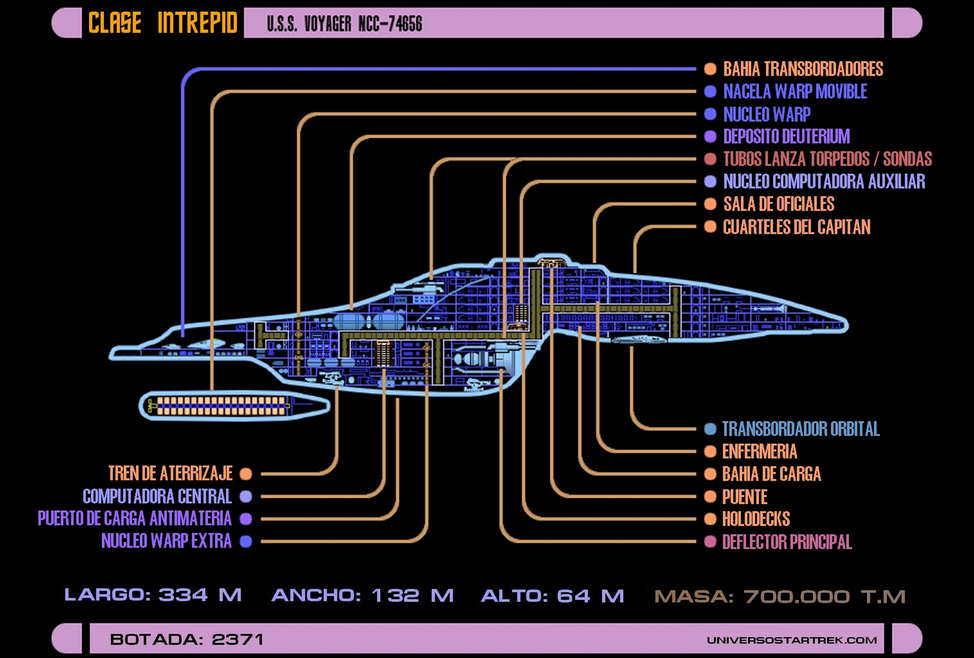 CLASE INTREPID
U.S.S. VOYAGER NCC-74656
BAHIA TRANSBORDADORES
NACELA WARP MOVIBLE
NUCLEO WARP
DEPOSITO DEUTERIUM
TUBOS LANZA TORPEDOS / SONDAS
NUCLEO COMPUTADORA AUXILIAR
SALA DE OFICIALES
CUARTELES DEL CAPITAN
TRANSBORDADOR ORBITAL
ENFERMERIA
BAHIA DE CARGA
PUENTE
HOLODECKS
DEFLECTOR PRINCIPAL
TREN DE ATERRIZAJE
COMPUTADORA CENTRAL
PUERTO DE CARGA ANTIMATERIA
NUCLEO WARP EXTRA
LARGO: 334 M ANCHO: 132 M ALTO: 64 M MASA: 700.000 T.M
BOTADA: 2371
UNIVERSOSTARTREK.COM